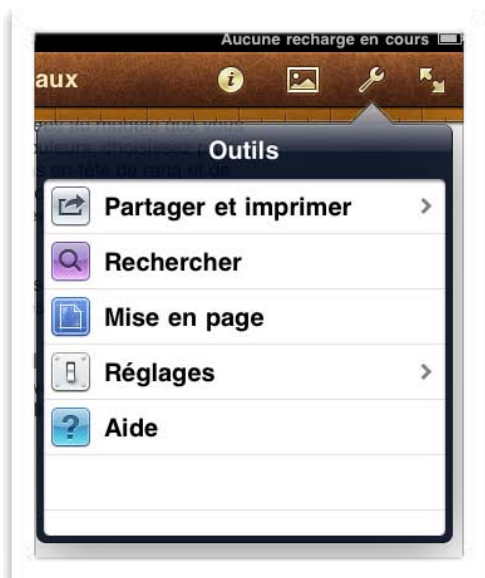 Aucune recharge en cours
aux
Outils
Partager et imprimer
Rechercher
Mise en page
Réglages
Aide